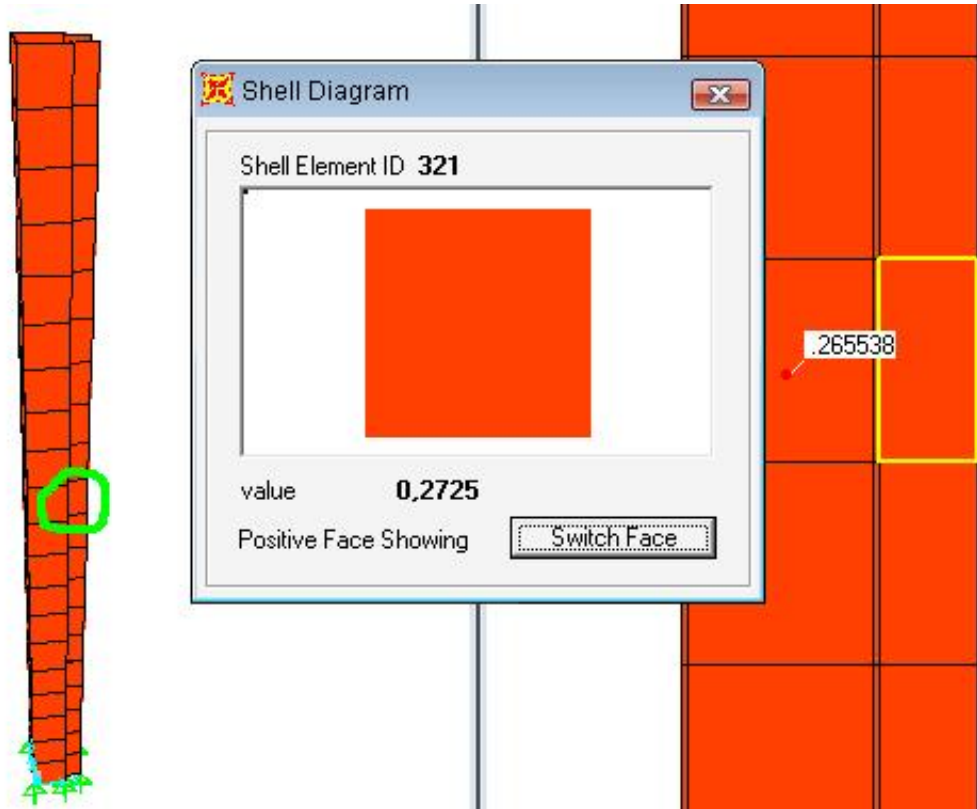 Shell Diagram
Shell Element ID 321
value 0,2725
Positive Face Showing Switch Face
.265538